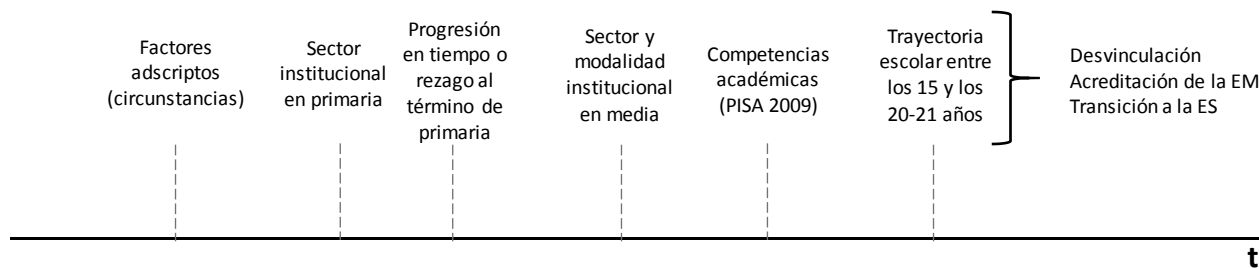 Factores
adscriptos
(circunstancias)
Sector
institucional
en primaria
Progresión
en tiempo o
rezago al
término de
primaria
Sector y
modalidad
institucional
en media
Competencias
académicas
(PISA 2009)
Trayectoria
escolar entre
los 15 y los
20-21 años
Desvinculación
Acreditación de la EM
Transición a la ES
t